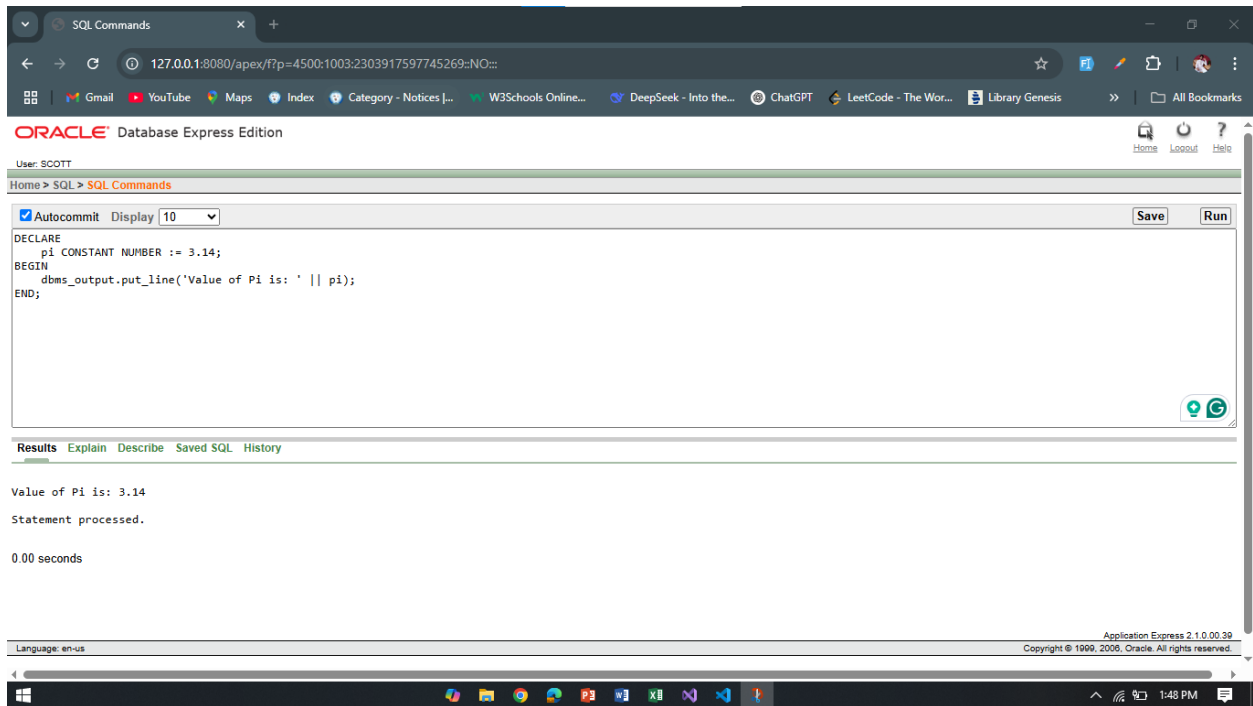 SQL Commands
127.0.0.1:8080/apex/f?p=4500:1003:2303917597745269::NO:::
Gmail YouTube Maps Index Category - Notices |... W3Schools Online... DeepSeek - Into the... ChatGPT LeetCode - The Wor... Library Genesis » All Bookmarks
ORACLE Database Express Edition
Home Logout Help
User: SCOTT
Home > SQL > SQL Commands
Autocommit Display 10 Save Run
DECLARE
    pi CONSTANT NUMBER := 3.14;
BEGIN
    dbms_output.put_line('Value of Pi is: ' || pi);
END;
Results Explain Describe Saved SQL History
Value of Pi is: 3.14
Statement processed.
0.00 seconds
Application Express 2.1.0.00.39
Language: en-us Copyright © 1999, 2006, Oracle. All rights reserved.
1:48 PM